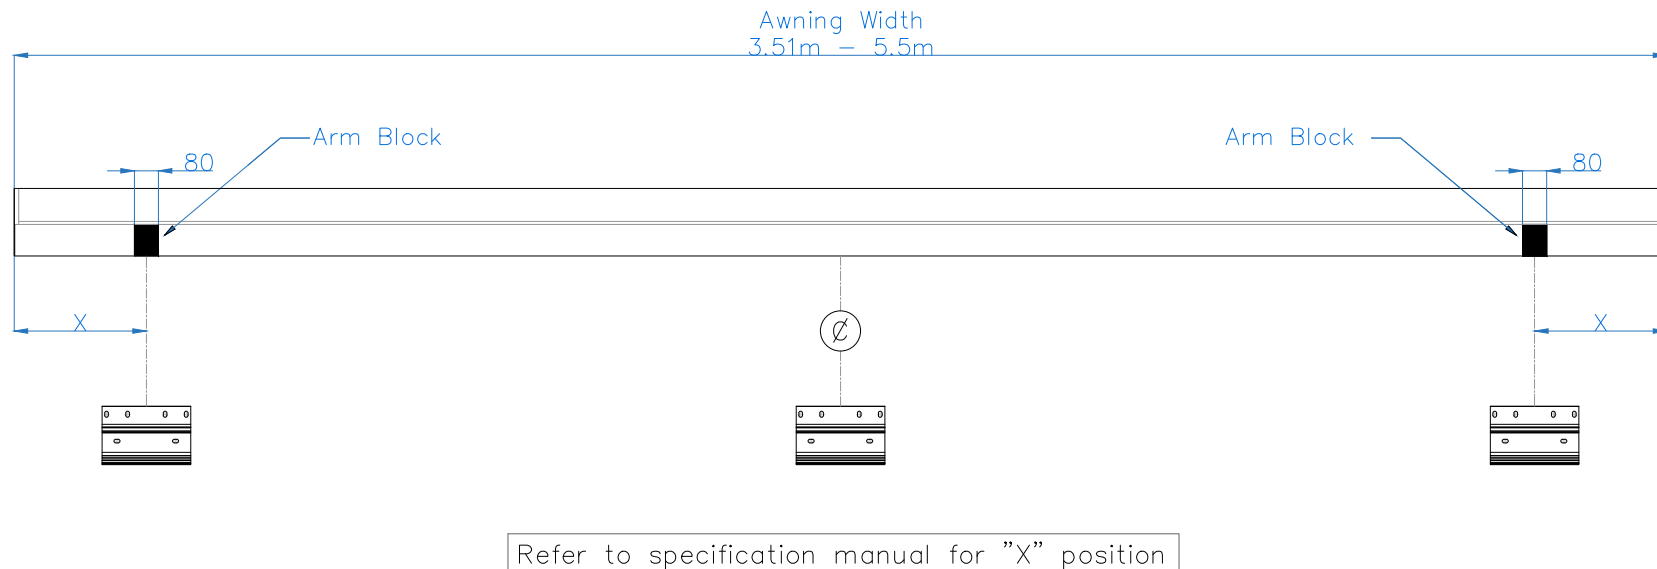 Awning Width
3.51m - 5.5m
Arm Block
Arm Block
80
80
X
₵
X
Refer to specification manual for "X" position